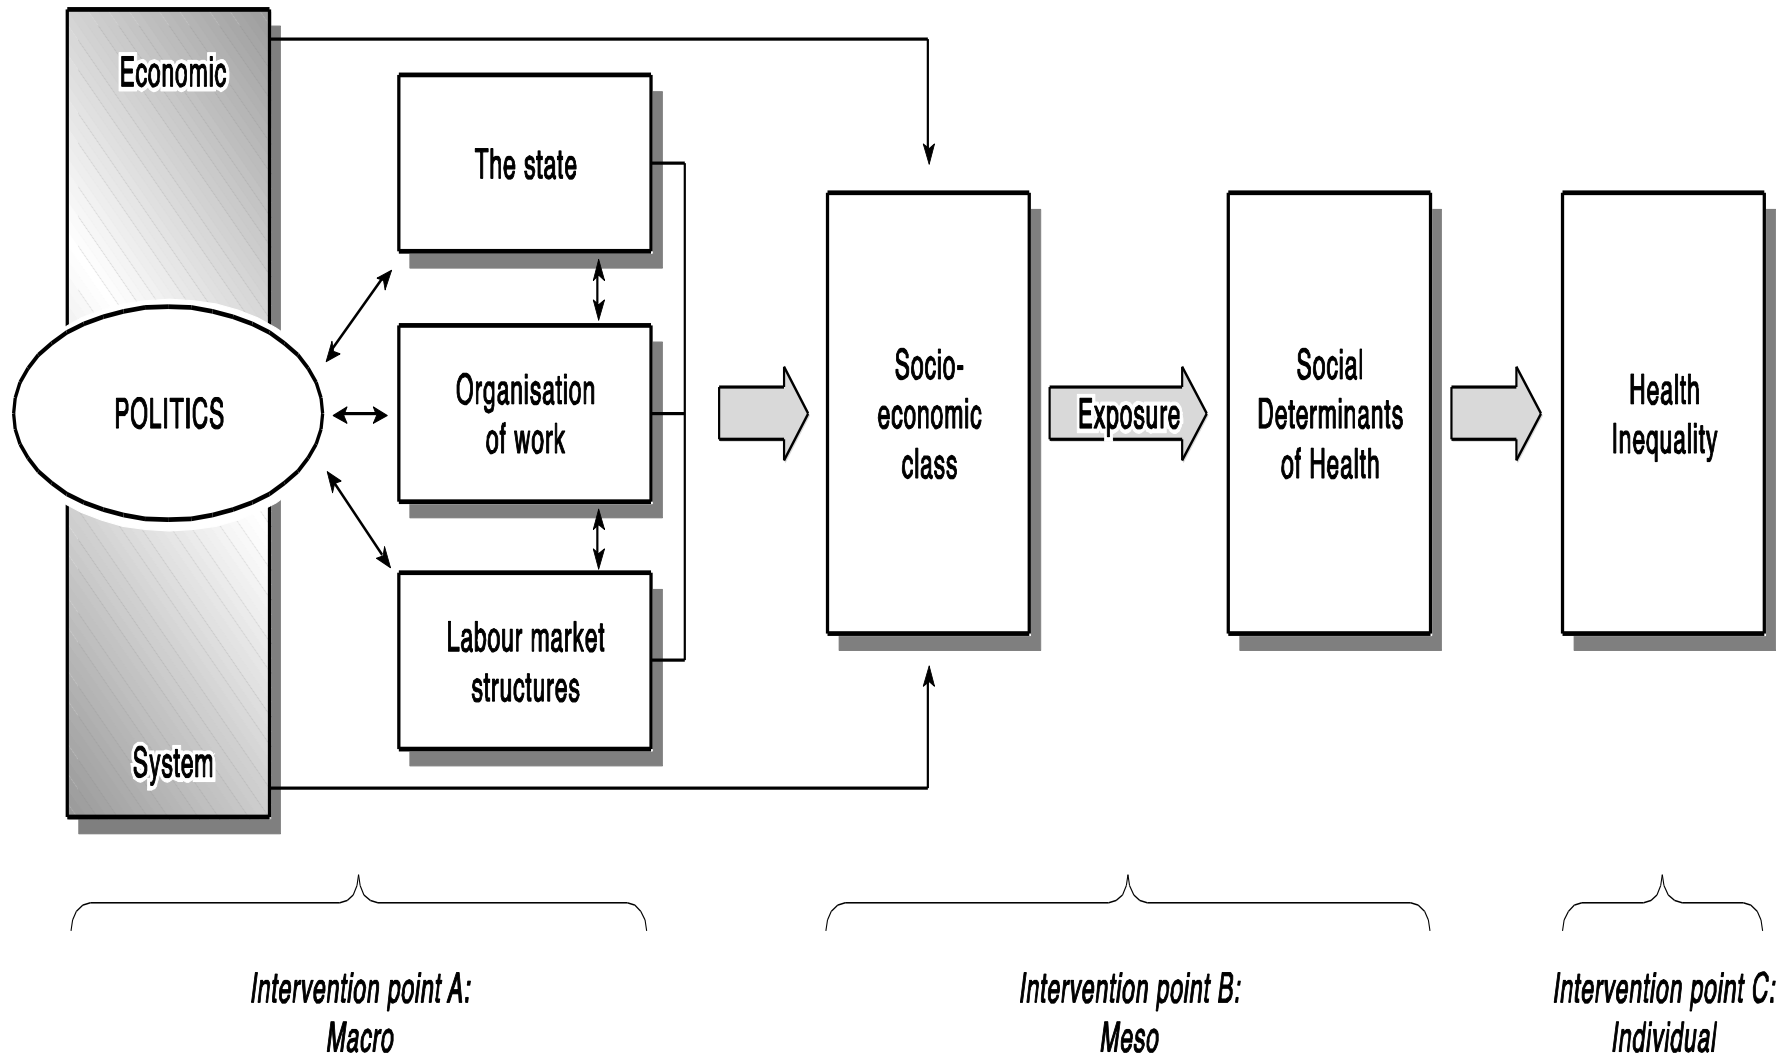 Economic
POLITICS
System
The state
Organisation
of work
Labour market
structures
Socio-
economic
class
Exposure
Social
Determinants
of Health
Health
Inequality
Intervention point A:
Macro
Intervention point B:
Meso
Intervention point C:
Individual